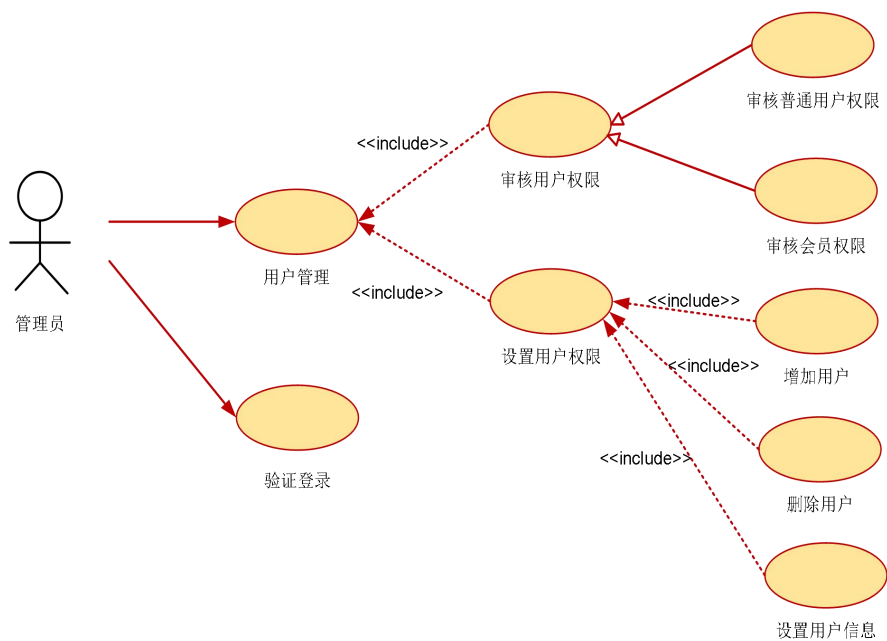 审核普通用户权限
<<include>>
审核用户权限
审核会员权限
用户管理
<<include>>
<<include>>
管理员
设置用户权限
<<include>>
增加用户
<<include>>
验证登录
删除用户
设置用户信息